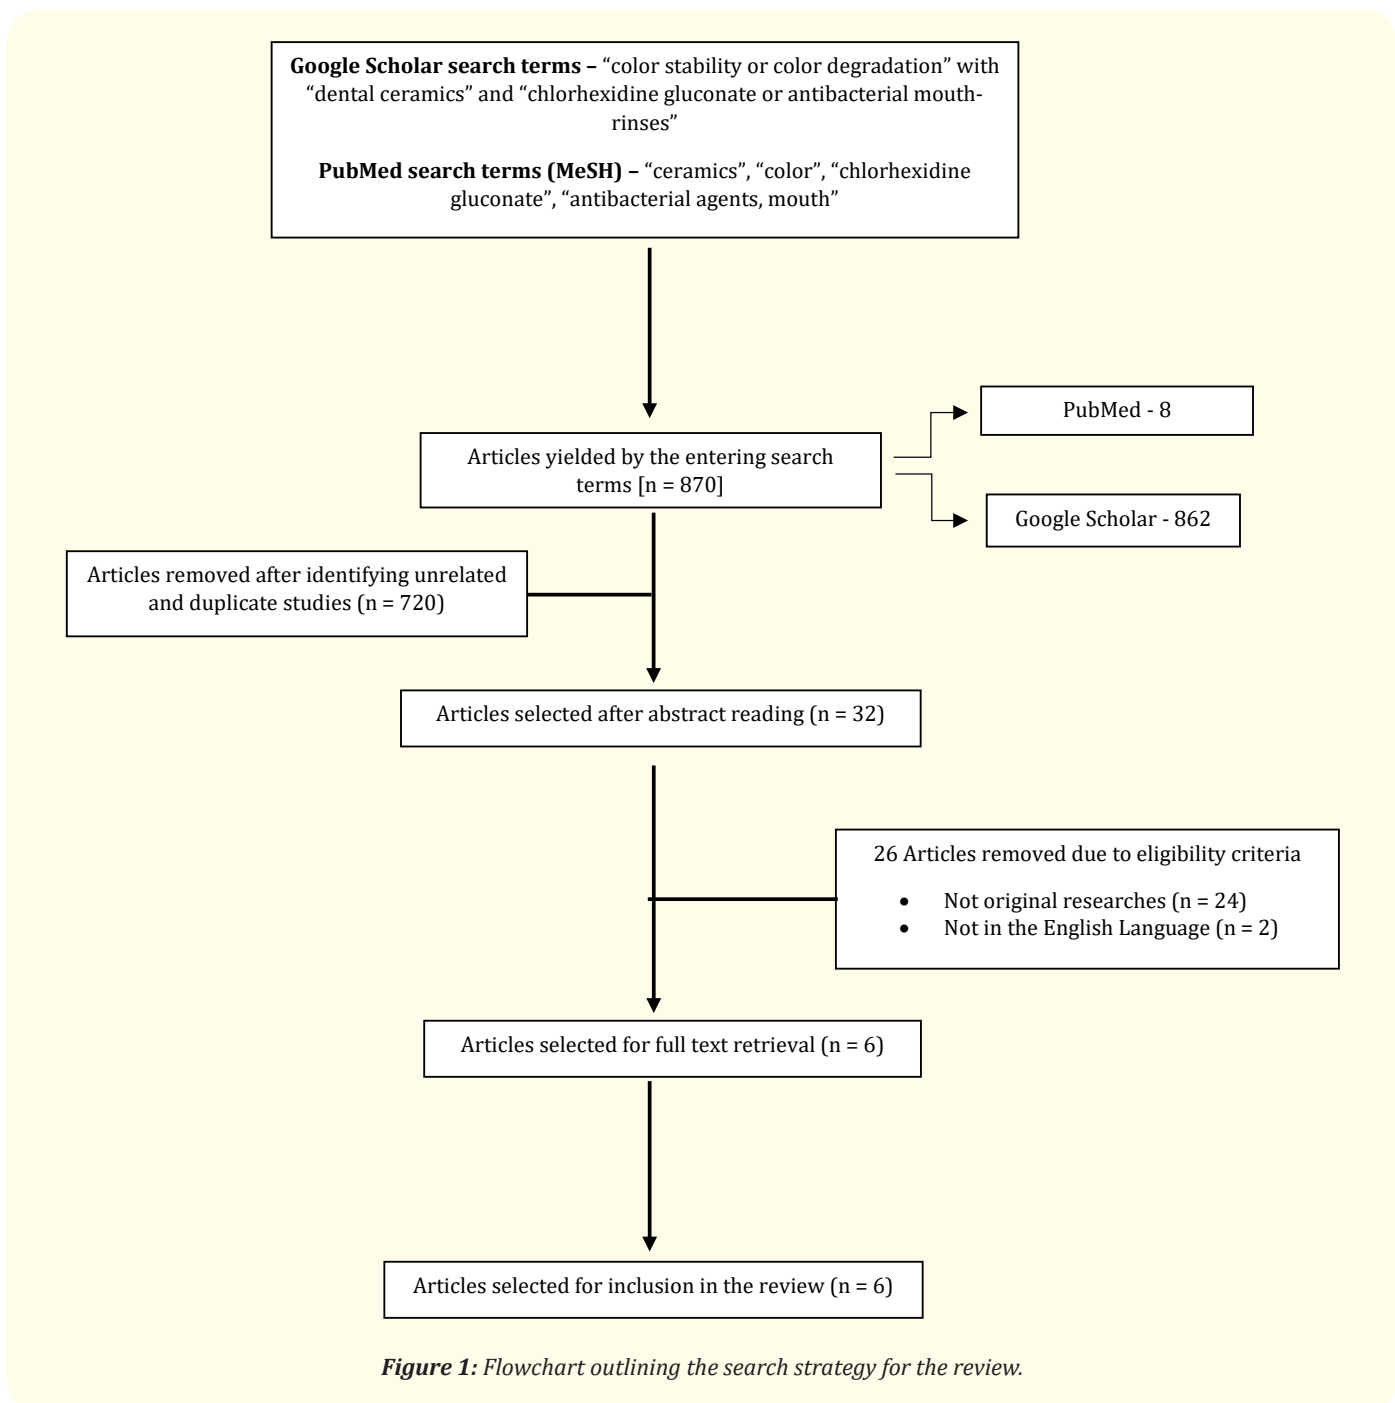 Google Scholar search terms – “color stability or color degradation” with
“dental ceramics” and “chlorhexidine gluconate or antibacterial mouth-
rinses”
PubMed search terms (MeSH) – “ceramics”, “color”, “chlorhexidine
gluconate”, “antibacterial agents, mouth”
PubMed - 8
Articles yielded by the entering search
terms [n = 870]
Google Scholar - 862
Articles removed after identifying unrelated
and duplicate studies (n = 720)
Articles selected after abstract reading (n = 32)
26 Articles removed due to eligibility criteria
• Not original researches (n = 24)
• Not in the English Language (n = 2)
Articles selected for full text retrieval (n = 6)
Articles selected for inclusion in the review (n = 6)
Figure 1: Flowchart outlining the search strategy for the review.